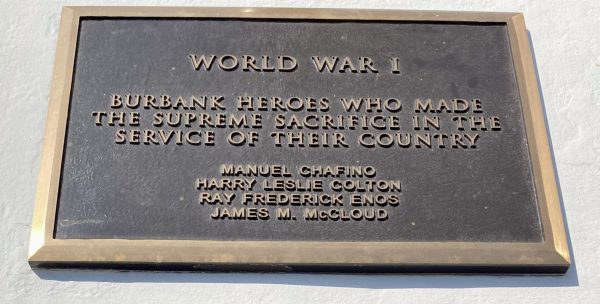 WORLD WAR I
BURBANK HEROES WHO MADE
THE SUPREME SACRIFICE IN THE
SERVICE OF THEIR COUNTRY
MANUEL CHAFINO
HARRY LESLIE COLTON
RAY FREDERICK ENOS
JAMES M. McCLOUD